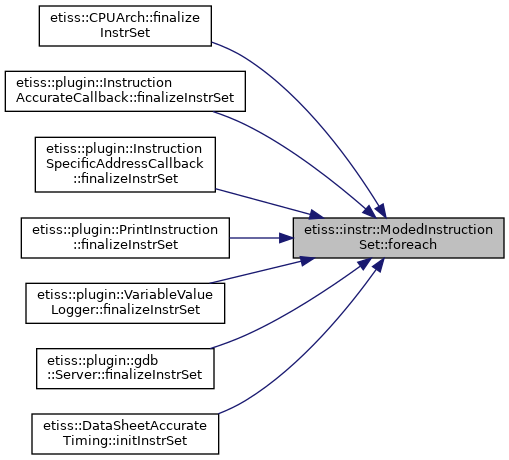 etiss::CPUArch::finalize
InstrSet
etiss::plugin::Instruction
AccurateCallback::finalizeInstrSet
etiss::plugin::Instruction
SpecificAddressCallback
::finalizeInstrSet
etiss::plugin::PrintInstruction
::finalizeInstrSet
etiss::plugin::VariableValue
Logger::finalizeInstrSet
etiss::plugin::gdb
::Server::finalizeInstrSet
etiss::DataSheetAccurate
Timing::initInstrSet
etiss::instr::ModedInstruction
Set::foreach